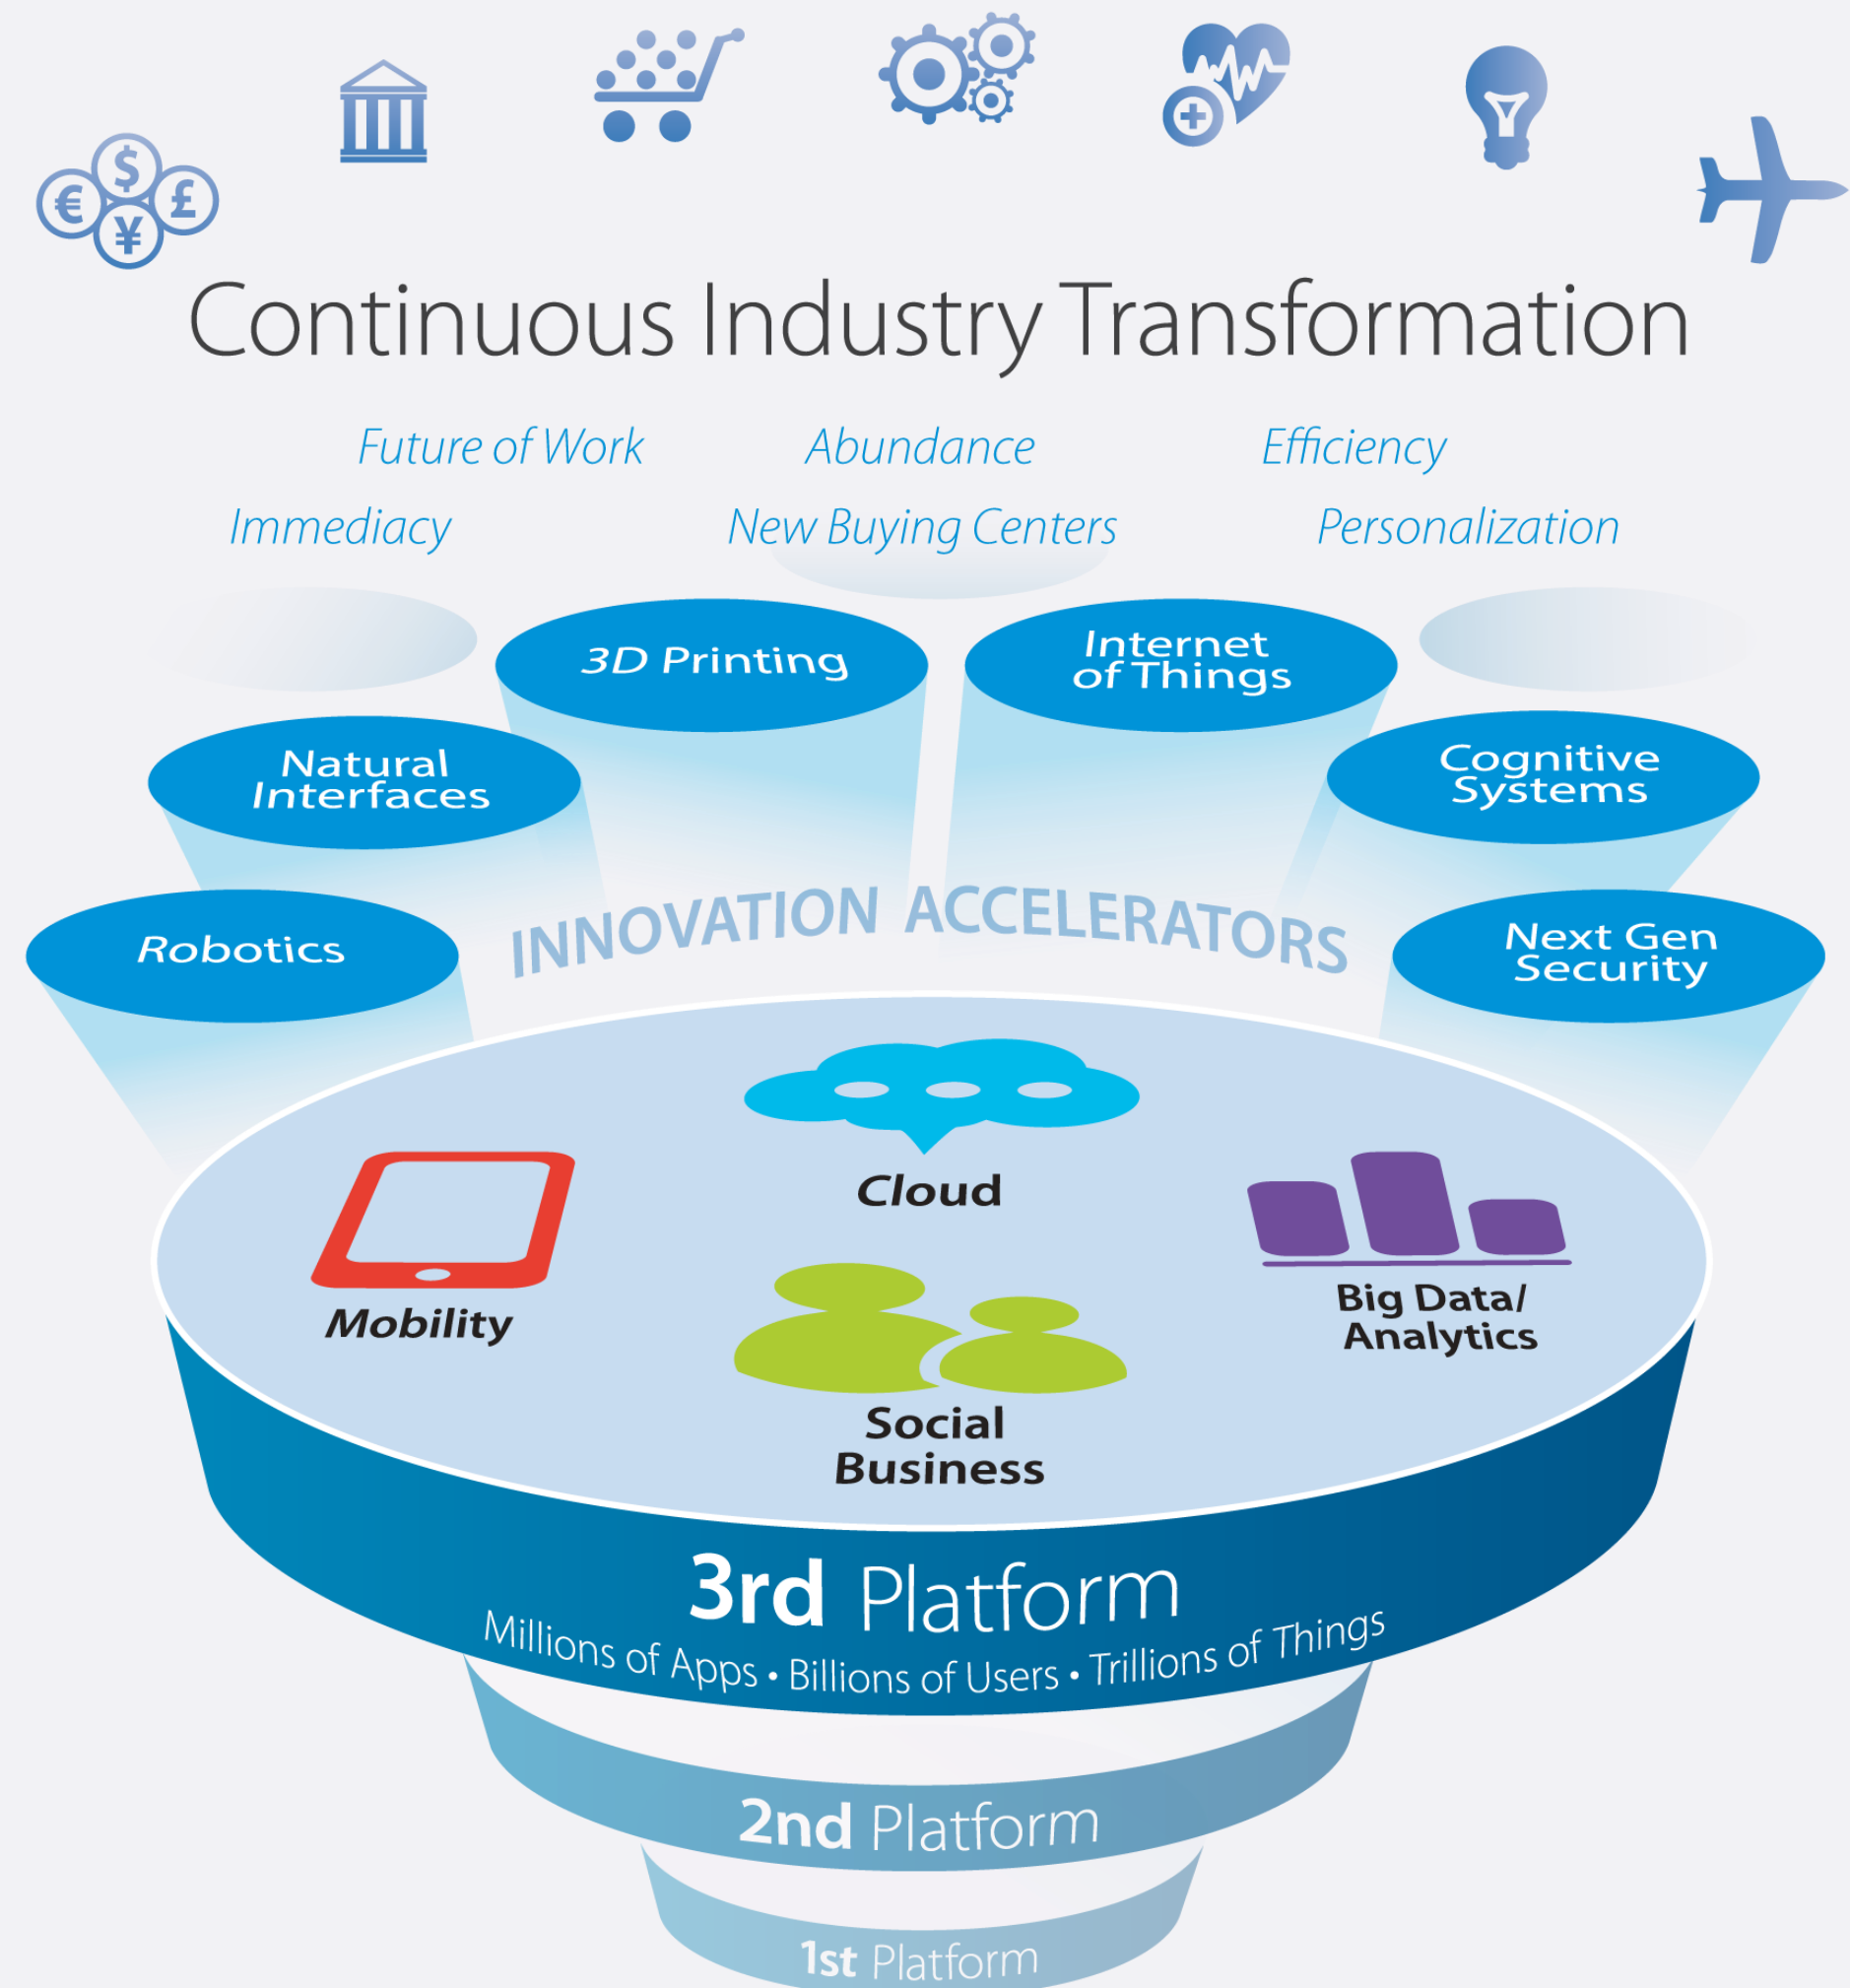 € $ £
¥
Continuous Industry Transformation
Future of Work Abundance Efficiency
Immediacy New Buying Centers Personalization
3D Printing
Internet
of Things
Natural
Interfaces
Cognitive
Systems
INNOVATION ACCELERATORS
Robotics
Next Gen
Security
Cloud
Mobility
Big Data/
Analytics
Social
Business
3rd Platform
Millions of Apps • Billions of Users • Trillions of Things
2nd Platform
1st Platform